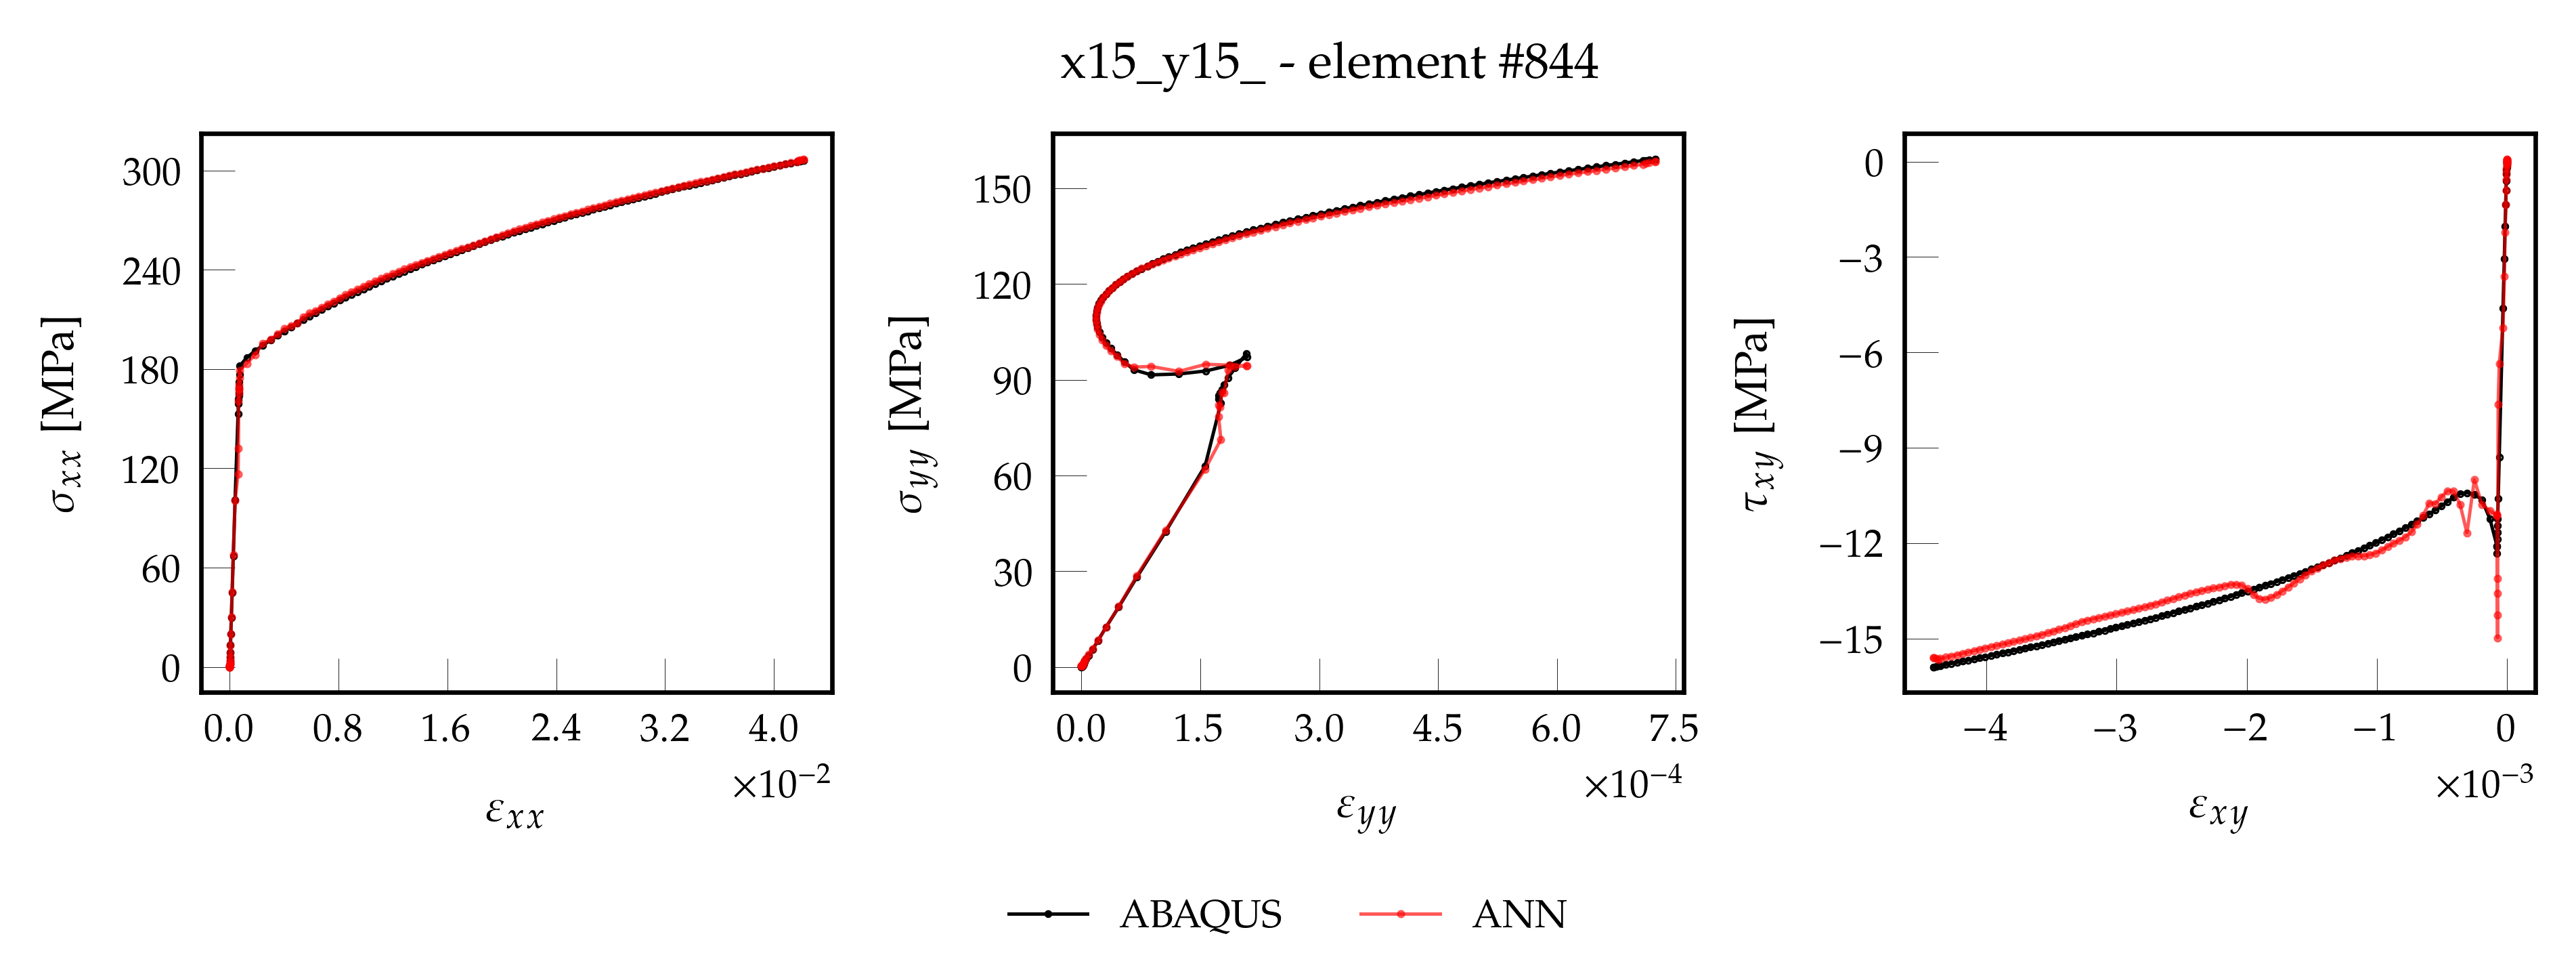 x15_y15_ - element #844
σxx [MPa]
300
240
180
120
60
0
0.0 0.8 1.6 2.4 3.2 4.0
×10−2
εxx
σyy [MPa]
150
120
90
60
30
0
0.0 1.5 3.0 4.5 6.0 7.5
×10−4
εyy
τxy [MPa]
0
−3
−6
−9
−12
−15
−4 −3 −2 −1 0
×10−3
εxy
ABAQUS ANN